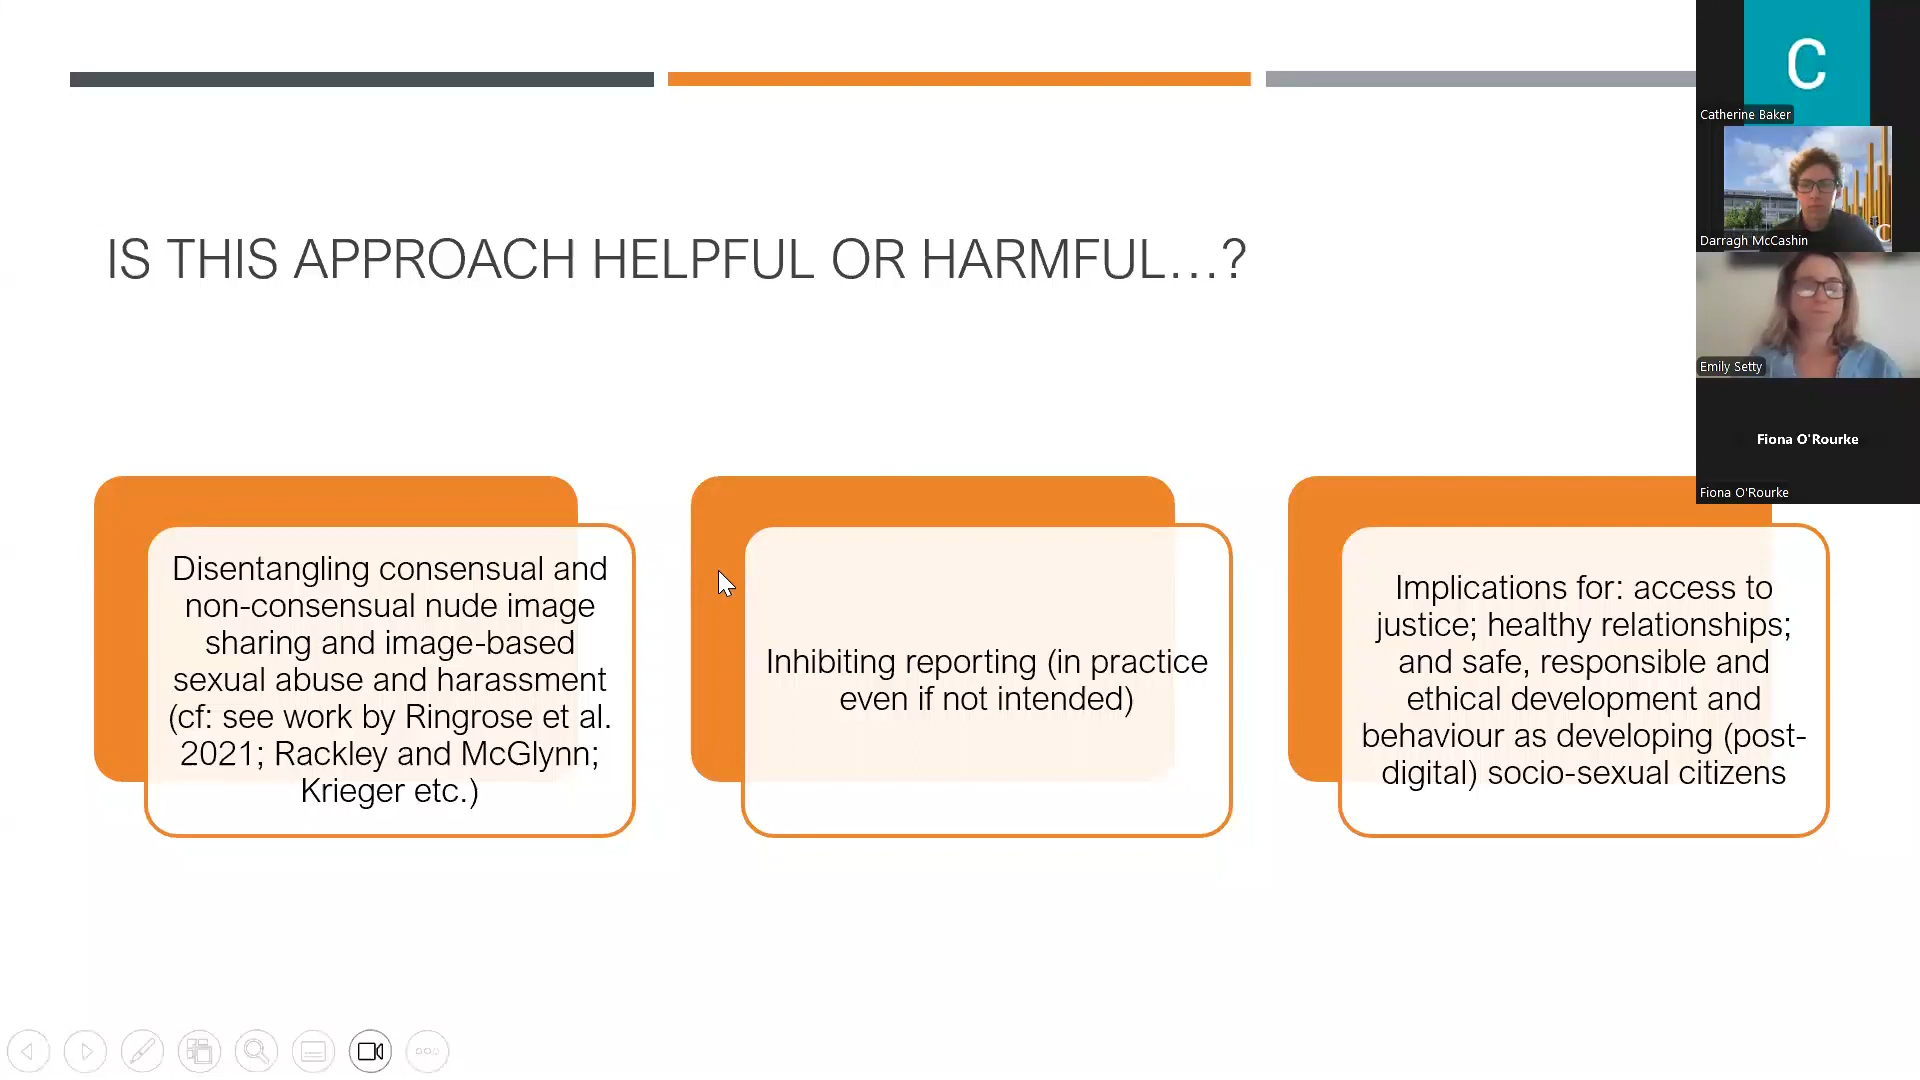 IS THIS APPROACH HELPFUL OR HARMFUL...?
Disentangling consensual and
non-consensual nude image
sharing and image-based
sexual abuse and harassment
(cf: see work by Ringrose et al.
2021; Rackley and McGlynn;
Krieger etc.)
Inhibiting reporting (in practice
even if not intended)
Implications for: access to
justice; healthy relationships;
and safe, responsible and
ethical development and
behaviour as developing (post-
digital) socio-sexual citizens
C
Catherine Baker
C
Darragh McCashin
Emily Setty
Fiona O'Rourke
Fiona O'Rourke